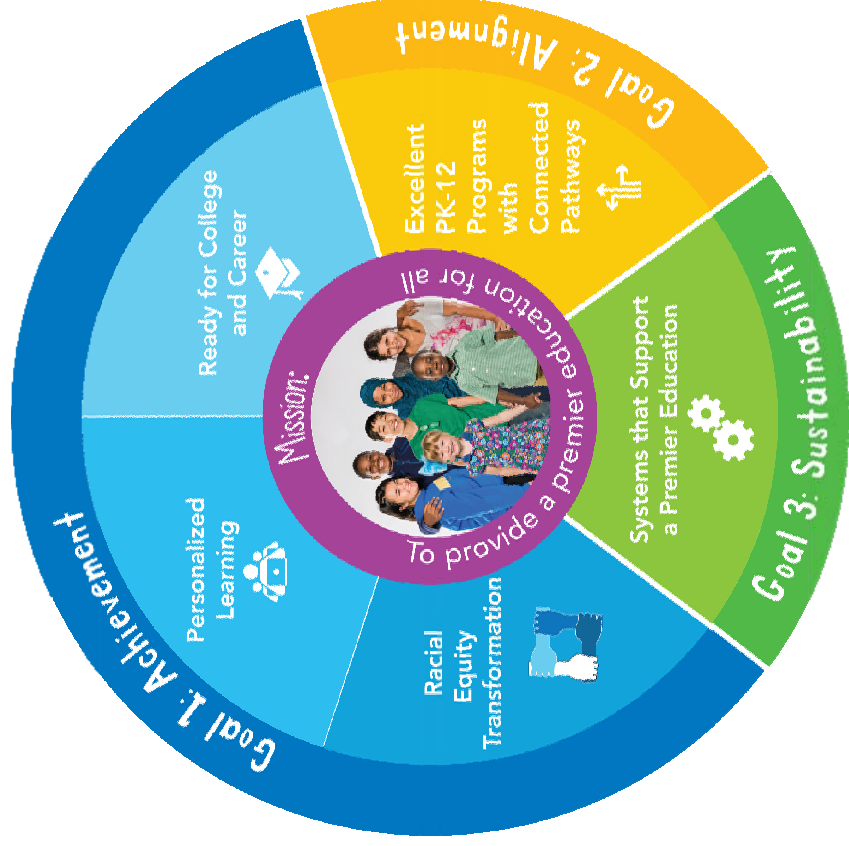 Mission:
To provide a premier education for all
Goal 1: Achievement
Racial
Equity
Transformation
Personalized
Learning
Ready for College
and Career
Goal 2: Alignment
Excellent
PK-12
Programs
with
Connected
Pathways
Goal 3: Sustainability
Systems that Support
a Premier Education